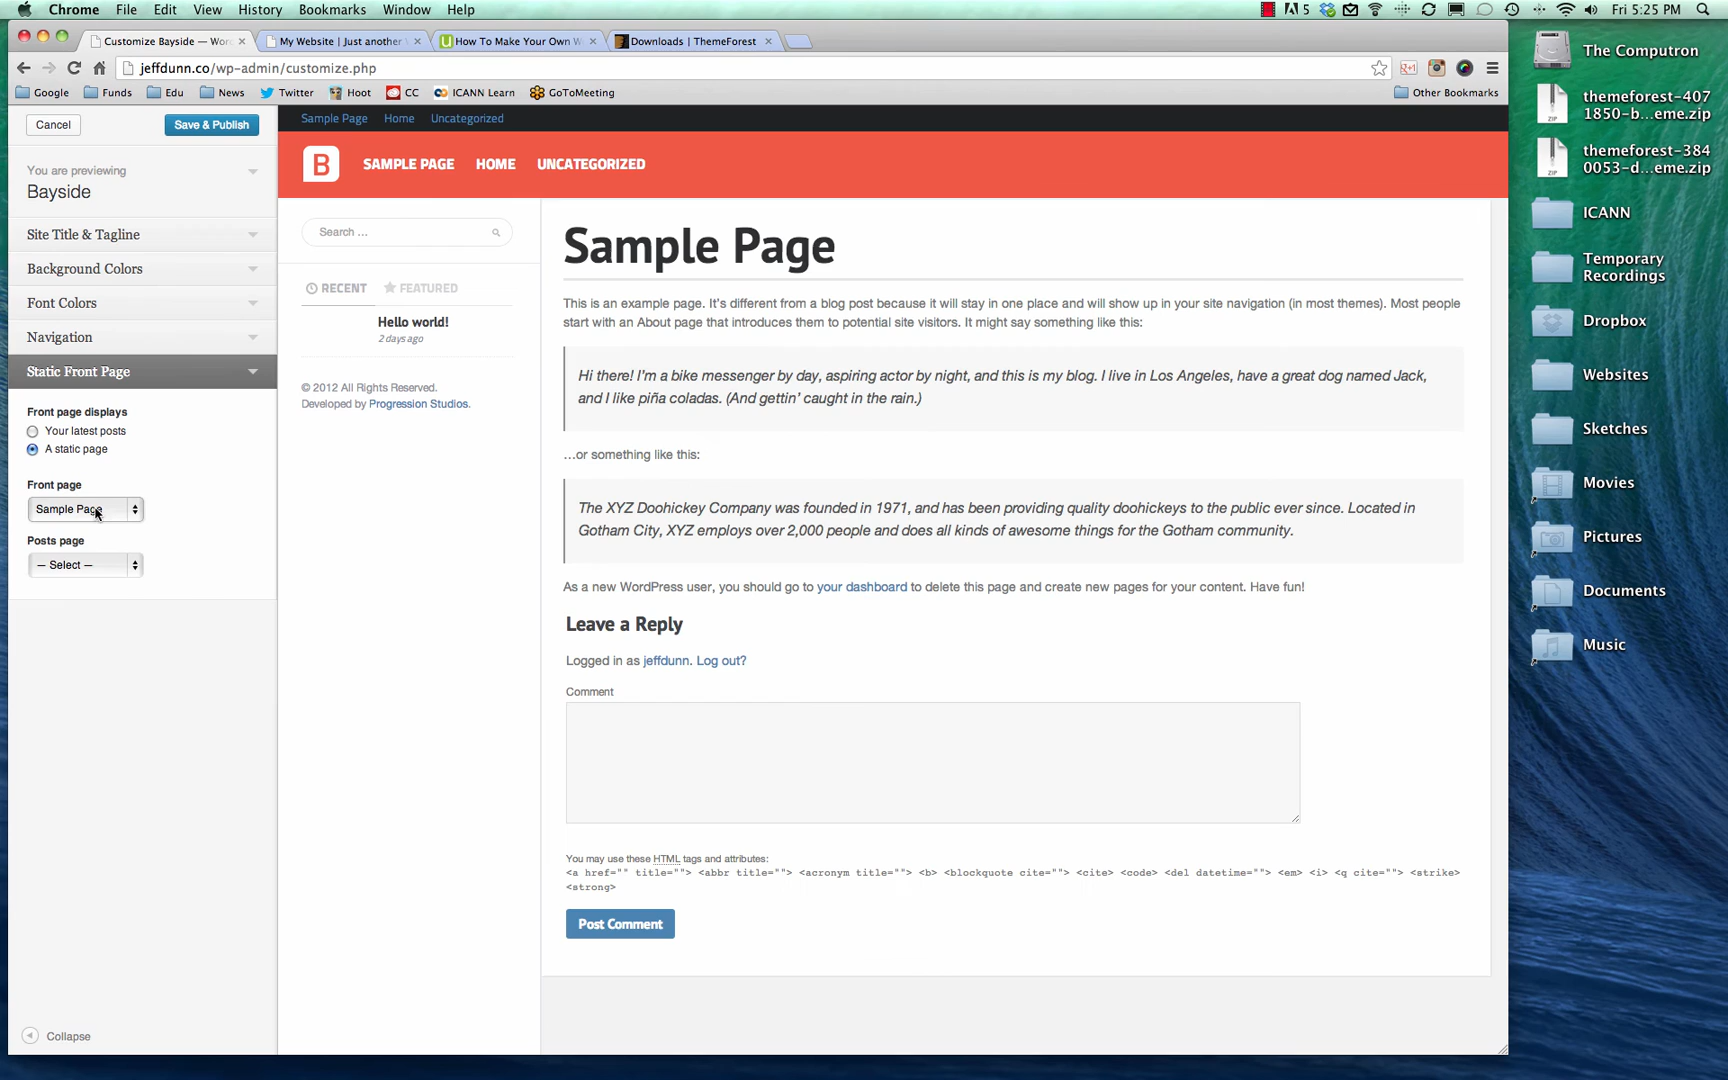 Chrome File Edit View History Bookmarks Window Help 5 Fri 5:25 PM
Customize Bayside — Wor
My Website | Just another
How To Make Your Own W
Downloads | ThemeForest
jeffdunn.co/wp-admin/customize.php
Google Funds Edu News Twitter Hoot CC ICANN Learn GoToMeeting Other Bookmarks
Cancel
Save & Publish
You are previewing
Bayside
Site Title & Tagline
Background Colors
Font Colors
Navigation
Static Front Page
Front page displays
Your latest posts
A static page
Front page
Sample Page
Posts page
— Select —
Collapse
Sample Page Home Uncategorized
B
SAMPLE PAGE HOME UNCATEGORIZED
Search ...
RECENT FEATURED
Hello world!
2 days ago
© 2012 All Rights Reserved.
Developed by Progression Studios.
Sample Page
This is an example page. It's different from a blog post because it will stay in one place and will show up in your site navigation (in most themes). Most people
start with an About page that introduces them to potential site visitors. It might say something like this:
Hi there! I'm a bike messenger by day, aspiring actor by night, and this is my blog. I live in Los Angeles, have a great dog named Jack,
and I like piña coladas. (And gettin' caught in the rain.)
…or something like this:
The XYZ Doohickey Company was founded in 1971, and has been providing quality doohickeys to the public ever since. Located in
Gotham City, XYZ employs over 2,000 people and does all kinds of awesome things for the Gotham community.
As a new WordPress user, you should go to your dashboard to delete this page and create new pages for your content. Have fun!
Leave a Reply
Logged in as jeffdunn. Log out?
Comment
You may use these HTML tags and attributes:
<a href="" title=""> <abbr title=""> <acronym title=""> <b> <blockquote cite=""> <cite> <code> <del datetime=""> <em> <i> <q cite=""> <strike>
<strong>
Post Comment
The Computron
themeforest-407
1850-b...eme.zip
ZIP
themeforest-384
0053-d...eme.zip
ZIP
ICANN
Temporary
Recordings
Dropbox
Websites
Sketches
Movies
Pictures
Documents
Music